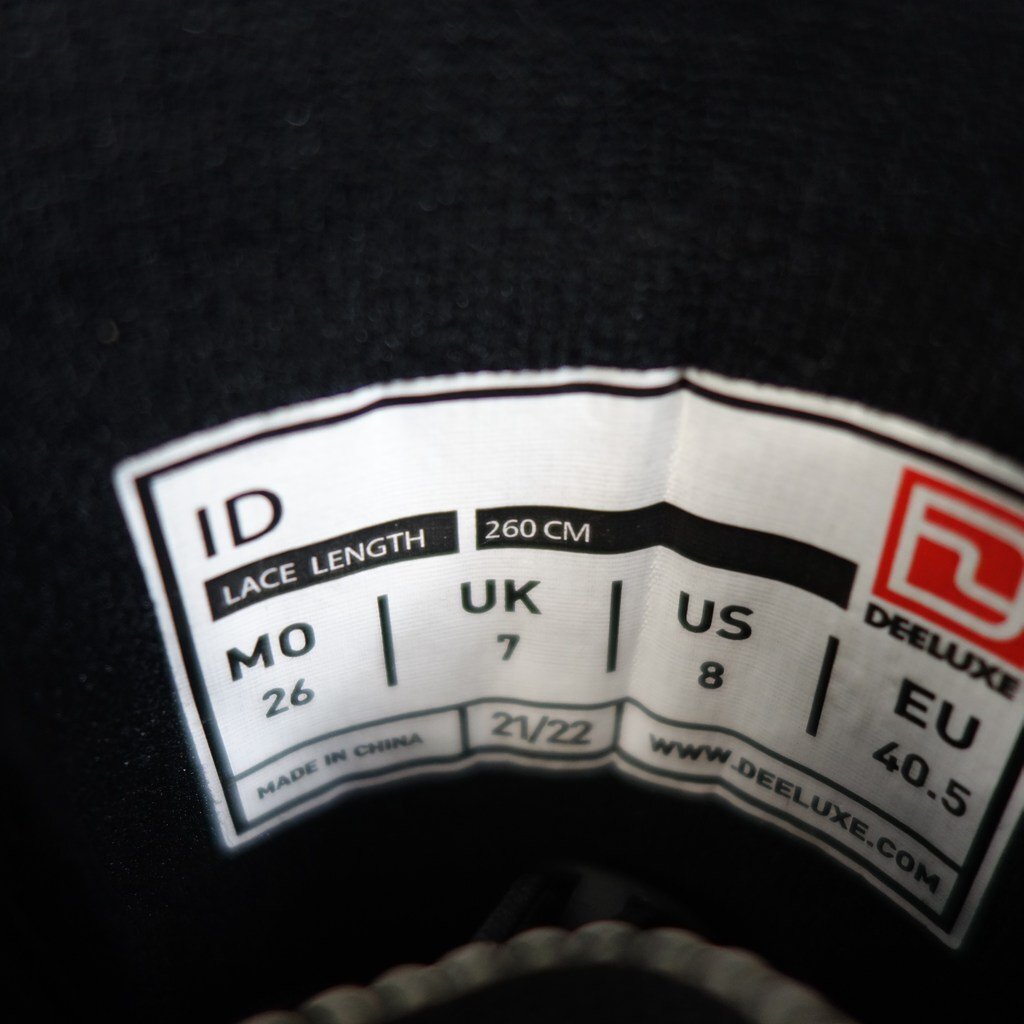 ID
LACE LENGTH 260 CM
DEELUXE
MO UK US EU
26 7 8 40.5
MADE IN CHINA 21/22 WWW.DEELUXE.COM